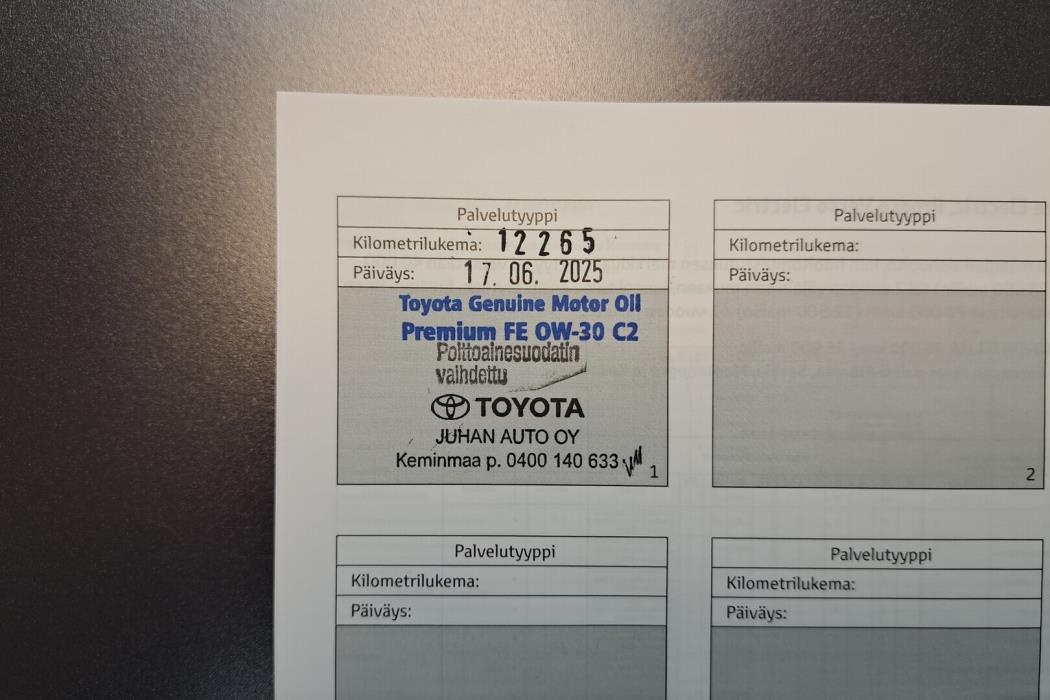 Palvelutyyppi
Kilometrilukema: 12265
Päiväys: 17. 06. 2025
Toyota Genuine Motor Oil
Premium FE 0W-30 C2
Polttoainesuodatin
vaihdettu
TOYOTA
JUHAN AUTO OY
Keminmaa p. 0400 140 633
1
Palvelutyyppi
Kilometrilukema:
Päiväys:
2
Palvelutyyppi
Kilometrilukema:
Päiväys:
Palvelutyyppi
Kilometrilukema:
Päiväys: